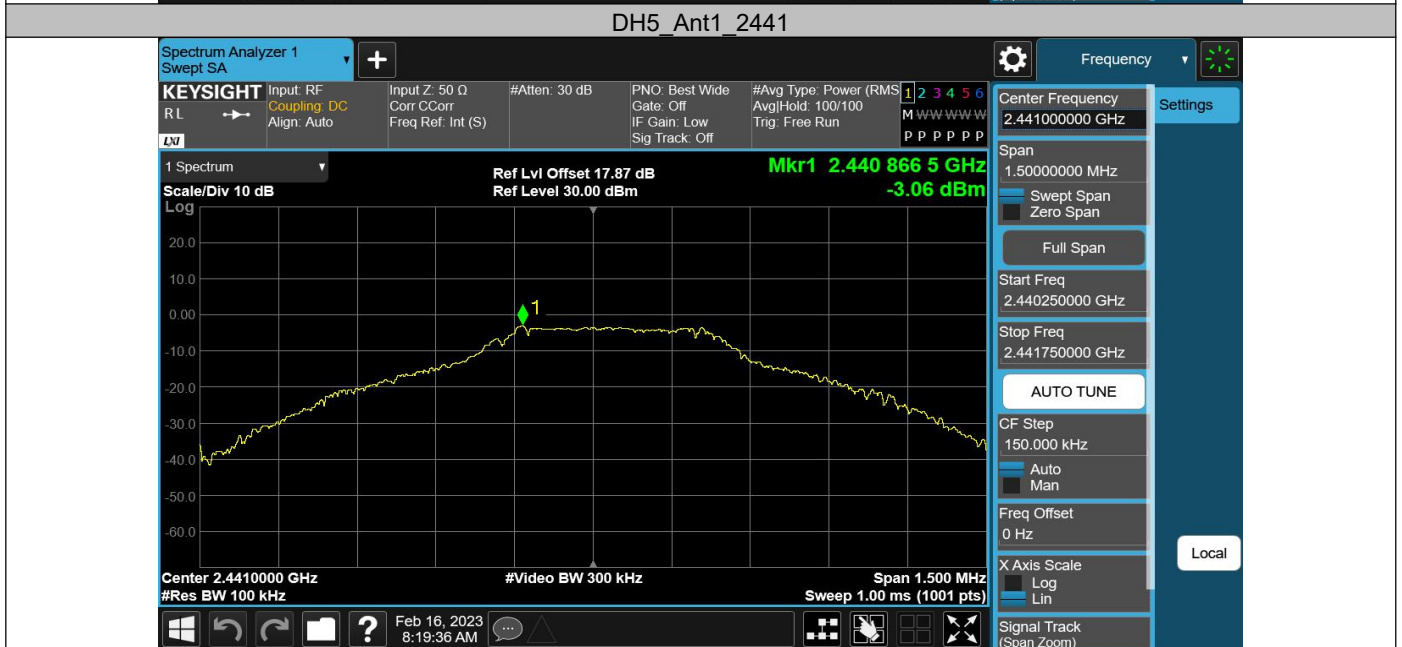 DH5_Ant1_2441
Spectrum Analyzer 1
Swept SA
Frequency
KEYSIGHT
R L
LXI
Input: RF
Coupling: DC
Align: Auto
Input Z: 50 Ω
Corr CCorr
Freq Ref: Int (S)
#Atten: 30 dB
PNO: Best Wide
Gate: Off
IF Gain: Low
Sig Track: Off
#Avg Type: Power (RMS
Avg|Hold: 100/100
Trig: Free Run
1 2 3 4 5 6
M W W W W W
P P P P P P
1 Spectrum
Scale/Div 10 dB
Ref Lvl Offset 17.87 dB
Ref Level 30.00 dBm
Mkr1 2.440 866 5 GHz
-3.06 dBm
Log
20.0
10.0
0.00
-10.0
-20.0
-30.0
-40.0
-50.0
-60.0
1
Center 2.4410000 GHz
#Res BW 100 kHz
#Video BW 300 kHz
Span 1.500 MHz
Sweep 1.00 ms (1001 pts)
Feb 16, 2023
8:19:36 AM
Center Frequency
2.441000000 GHz
Settings
Span
1.50000000 MHz
Swept Span
Zero Span
Full Span
Start Freq
2.440250000 GHz
Stop Freq
2.441750000 GHz
AUTO TUNE
CF Step
150.000 kHz
Auto
Man
Freq Offset
0 Hz
Local
X Axis Scale
Log
Lin
Signal Track
(Span Zoom)